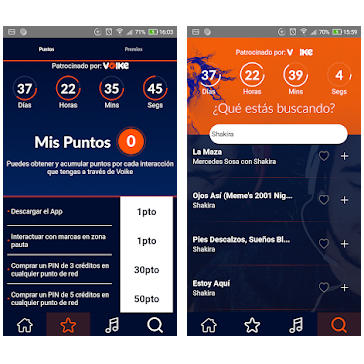 71% 16:03
Puntos Premios
Patrocinado por: VOIKE
37 22 35 45
Días Horas Mins Segs
Mis Puntos 0
Puedes obtener y acumular puntos por cada interacción
que tengas a través de Voike
- Descargar el App 1pto
- Interactuar con marcas en zona
pauta
1pto
- Comprar un PIN de 3 créditos en
cualquier punto de red
30pto
- Comprar un PIN de 5 créditos en
cualquier punto de red
50pto
70% 15:59
Patrocinado por: VOIKE
37 22 39 4
Días Horas Mins Segs
¿Qué estás buscando?
Shakira
La Maza
Mercedes Sosa con Shakira
Ojos Así (Meme's 2001 Nig...
Shakira
Pies Descalzos, Sueños Bl...
Shakira
Estoy Aquí
Shakira